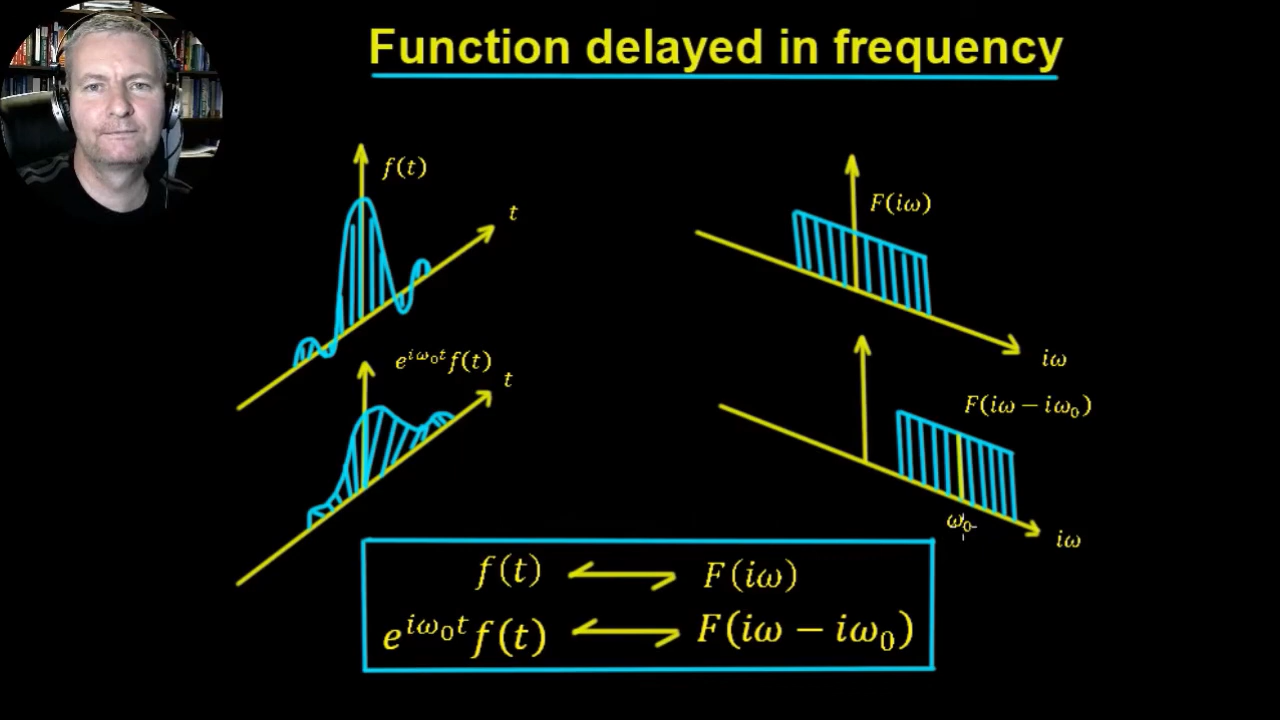 Function delayed in frequency
f(t)
t
F(iω)
iω
e^{iω₀t}f(t)
t
F(iω − iω₀)
ω₀
iω
f(t) ⇌ F(iω)
e^{iω₀t}f(t) ⇌ F(iω − iω₀)